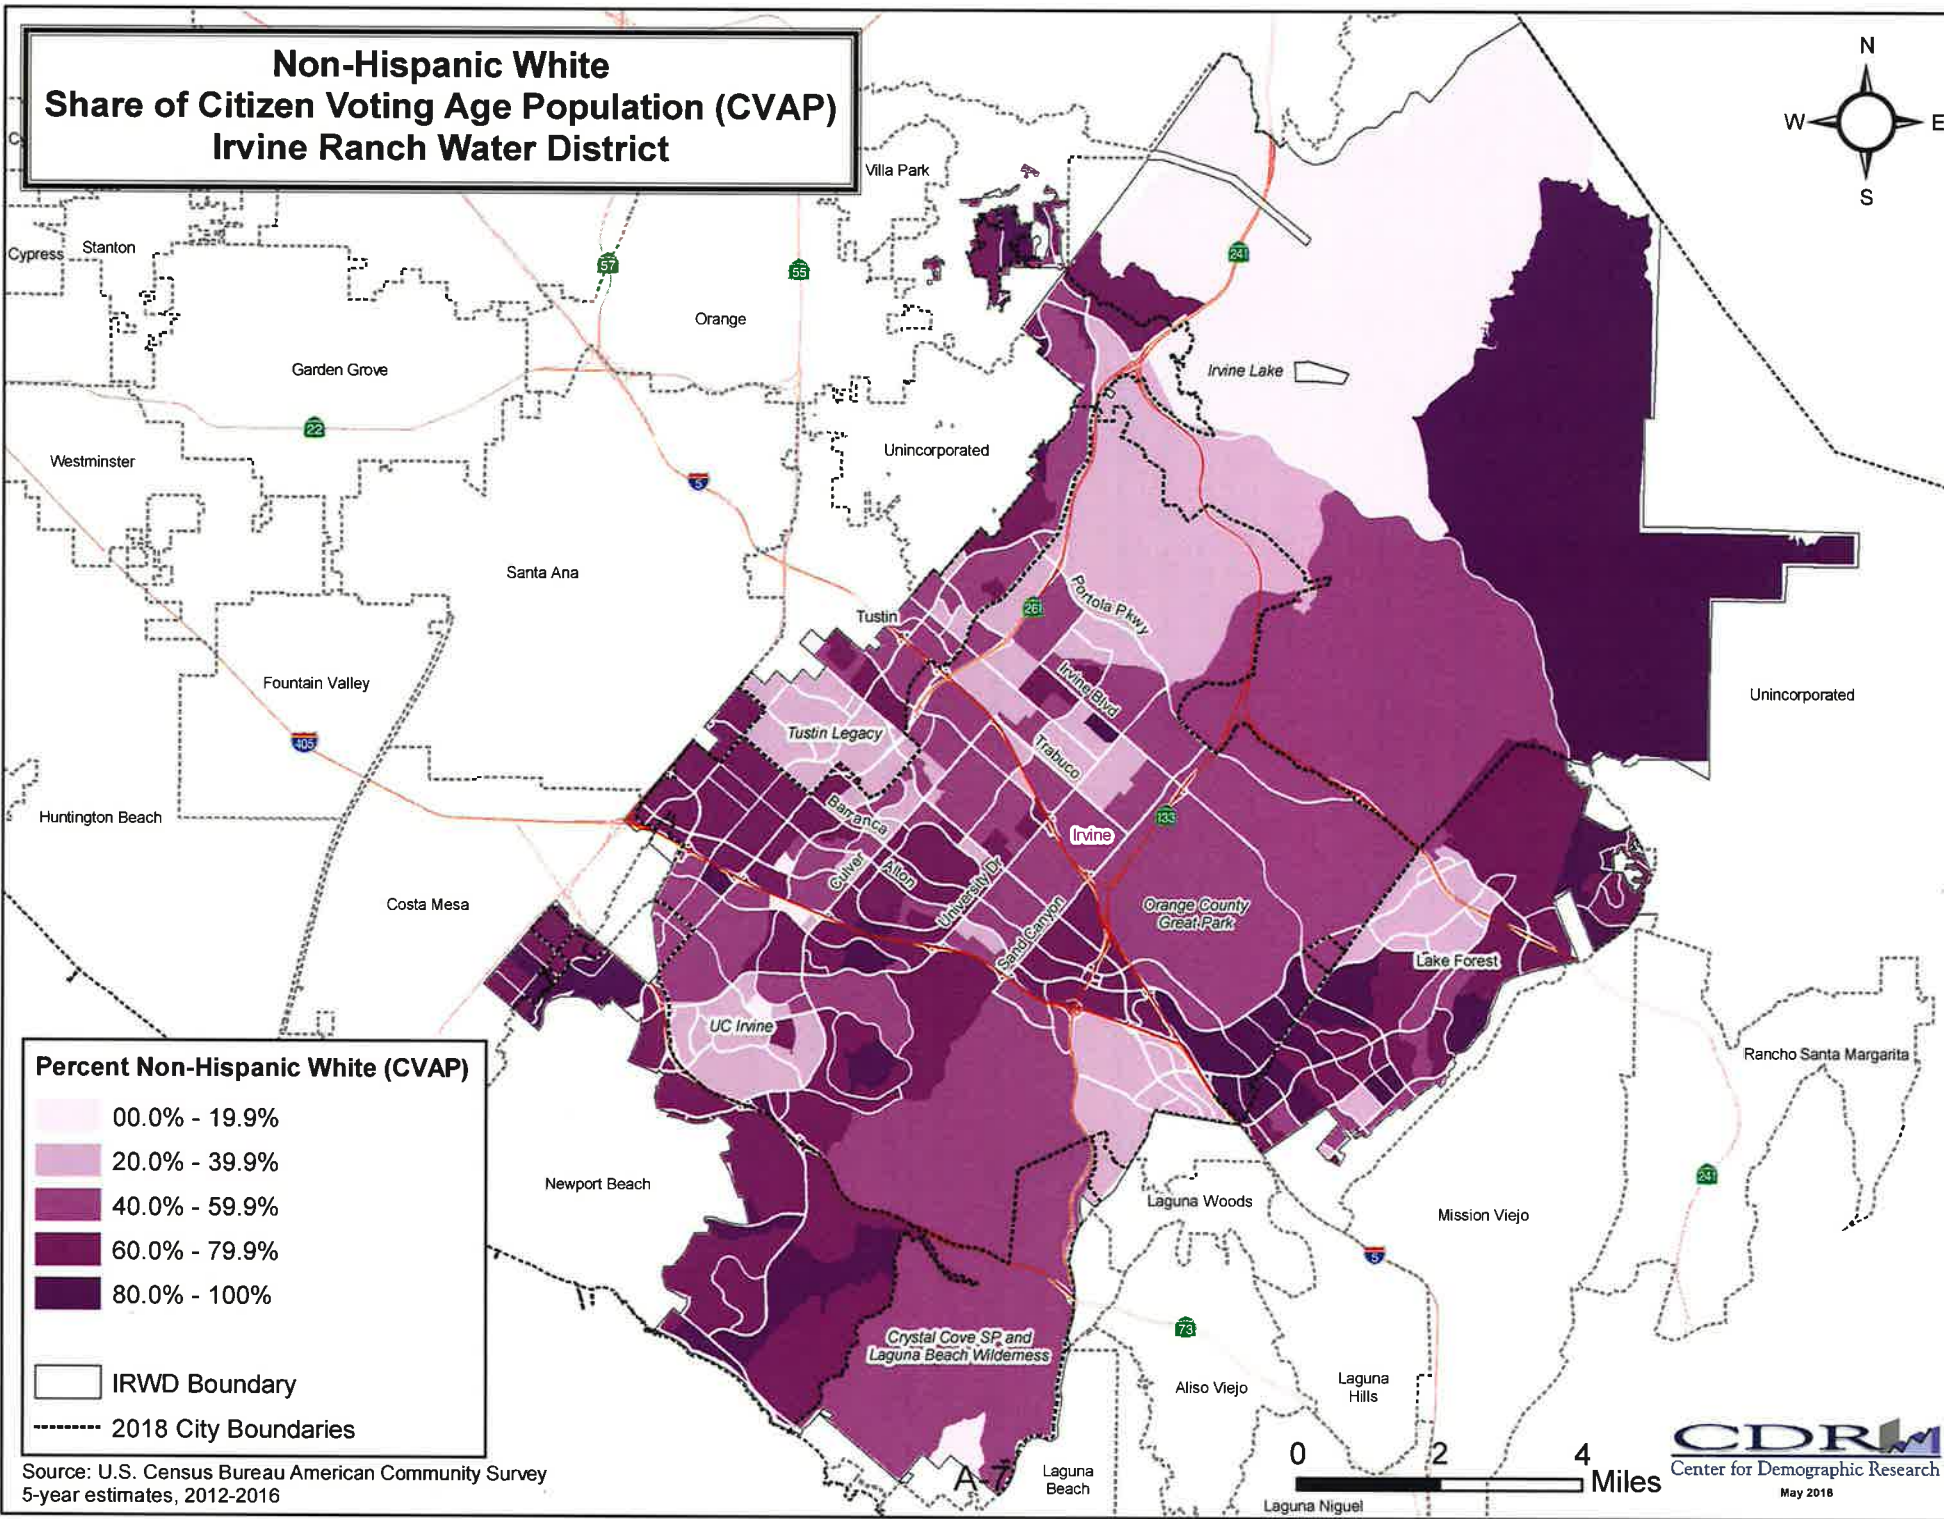 Non-Hispanic White
Share of Citizen Voting Age Population (CVAP)
Irvine Ranch Water District
N
W
E
S
C
Villa Park
Cypress
Stanton
57
55
241
Orange
Garden Grove
Irvine Lake
22
Westminster
Unincorporated
5
Santa Ana
261
Portola Pkwy
Tustin
Fountain Valley
Irvine Blvd
Unincorporated
Tustin Legacy
405
Trabuco
Huntington Beach
Barranca
133
Irvine
Culver
Alton
University Dr
Costa Mesa
Sand Canyon
Orange County
Great Park
Lake Forest
UC Irvine
Rancho Santa Margarita
Newport Beach
Laguna Woods
Mission Viejo
241
5
73
Crystal Cove SP and
Laguna Beach Wilderness
Aliso Viejo
Laguna
Hills
Laguna
Beach
Laguna Niguel
A-7
Percent Non-Hispanic White (CVAP)
00.0% - 19.9%
20.0% - 39.9%
40.0% - 59.9%
60.0% - 79.9%
80.0% - 100%
IRWD Boundary
2018 City Boundaries
Source: U.S. Census Bureau American Community Survey
5-year estimates, 2012-2016
0 2 4 Miles
CDR
Center for Demographic Research
May 2018